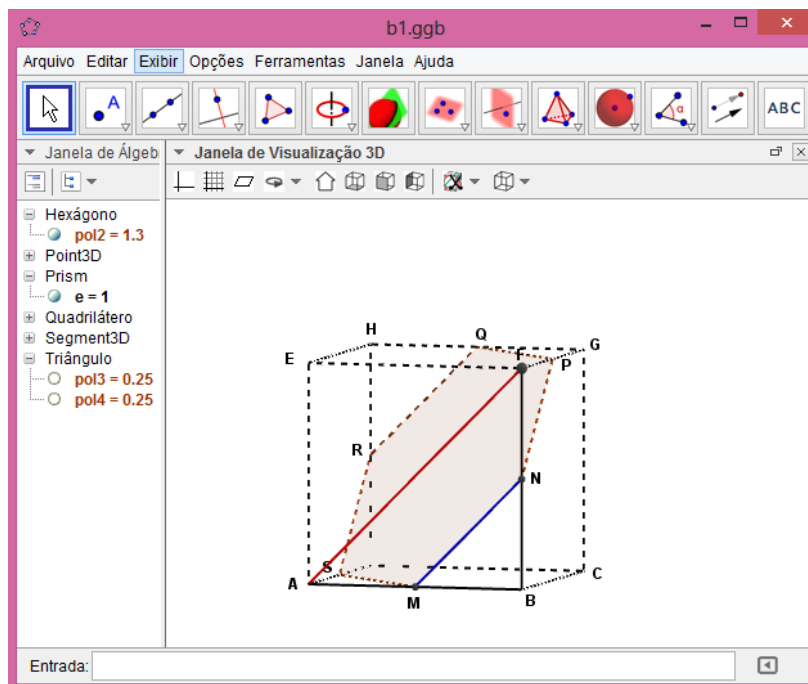 b1.ggb
Arquivo Editar Exibir Opções Ferramentas Janela Ajuda
A
α
ABC
Janela de Álgebi
Janela de Visualização 3D
Hexágono
pol2 = 1.3
Point3D
Prism
e = 1
Quadrilátero
Segment3D
Triângulo
pol3 = 0.25
pol4 = 0.25
H
Q
E
F
G
P
R
N
S
A
M
B
C
Entrada: